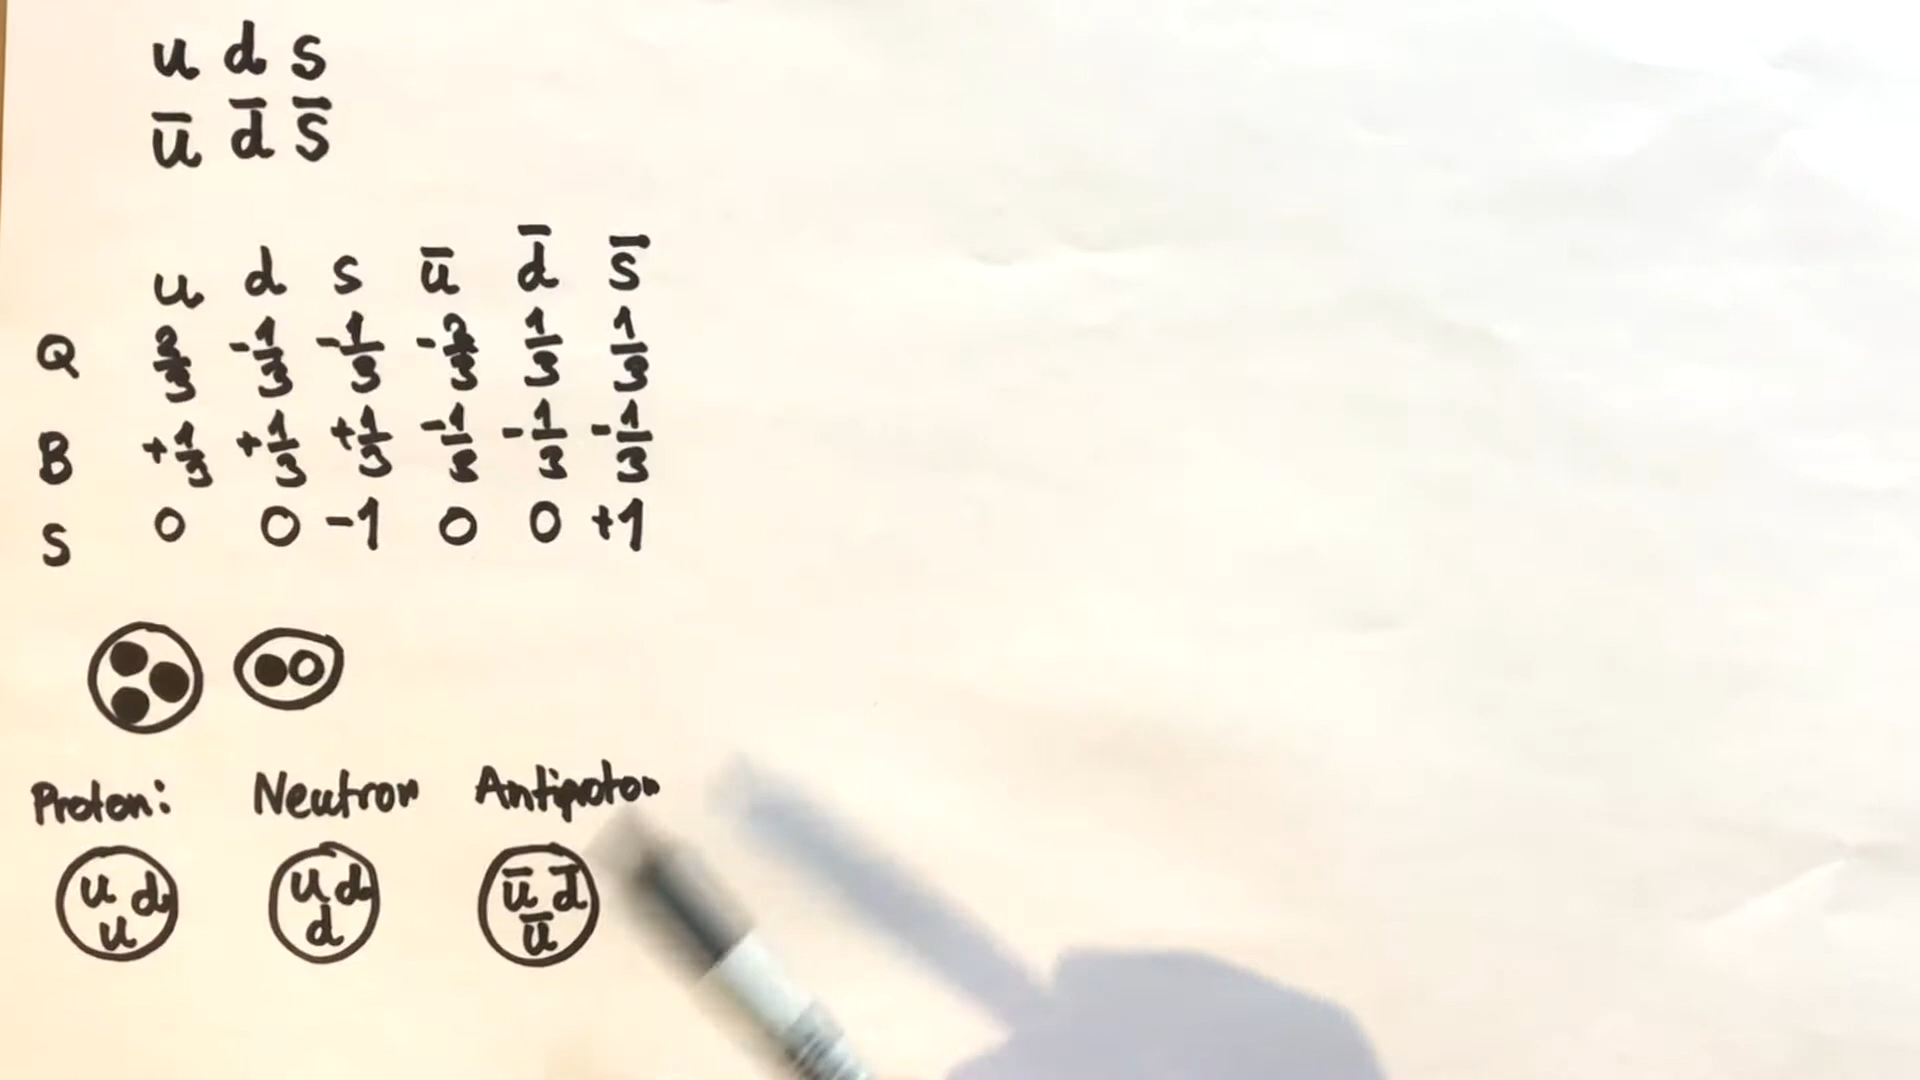 u d s
ū d̄ s̄
u d s ū d̄ s̄
Q 2/3 -1/3 -1/3 -2/3 1/3 1/3
B +1/3 +1/3 +1/3 -1/3 -1/3 -1/3
S 0 0 -1 0 0 +1
Proton: Neutron Antiproton
u d u d ū d̄
u d ū